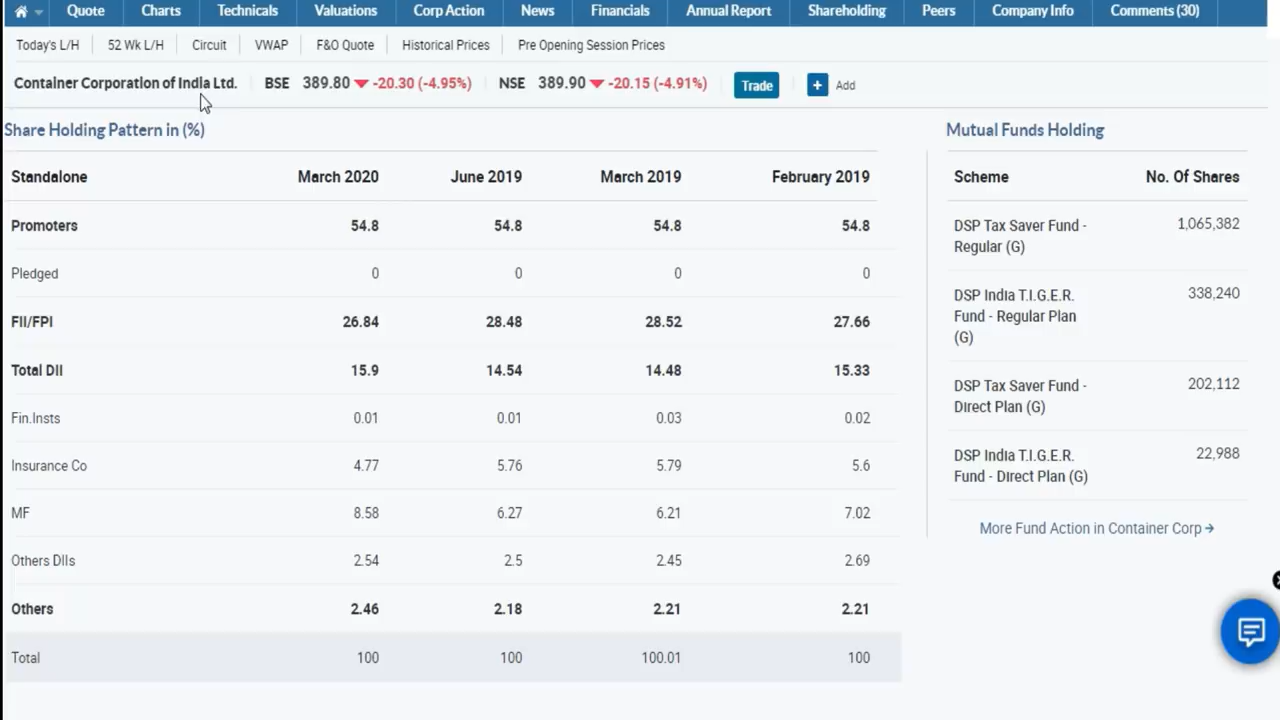 Quote Charts Technicals Valuations Corp Action News Financials Annual Report Shareholding Peers Company Info Comments (30)
Today's L/H 52 Wk L/H Circuit VWAP F&O Quote Historical Prices Pre Opening Session Prices
Container Corporation of India Ltd. BSE 389.80 -20.30 (-4.95%) NSE 389.90 -20.15 (-4.91%) Trade + Add
Share Holding Pattern in (%)
Standalone March 2020 June 2019 March 2019 February 2019
Promoters 54.8 54.8 54.8 54.8
Pledged 0 0 0 0
FII/FPI 26.84 28.48 28.52 27.66
Total DII 15.9 14.54 14.48 15.33
Fin.Insts 0.01 0.01 0.03 0.02
Insurance Co 4.77 5.76 5.79 5.6
MF 8.58 6.27 6.21 7.02
Others DIIs 2.54 2.5 2.45 2.69
Others 2.46 2.18 2.21 2.21
Total 100 100 100.01 100
Mutual Funds Holding
Scheme No. Of Shares
DSP Tax Saver Fund - 1,065,382
Regular (G)
DSP India T.I.G.E.R. 338,240
Fund - Regular Plan
(G)
DSP Tax Saver Fund - 202,112
Direct Plan (G)
DSP India T.I.G.E.R. 22,988
Fund - Direct Plan (G)
More Fund Action in Container Corp